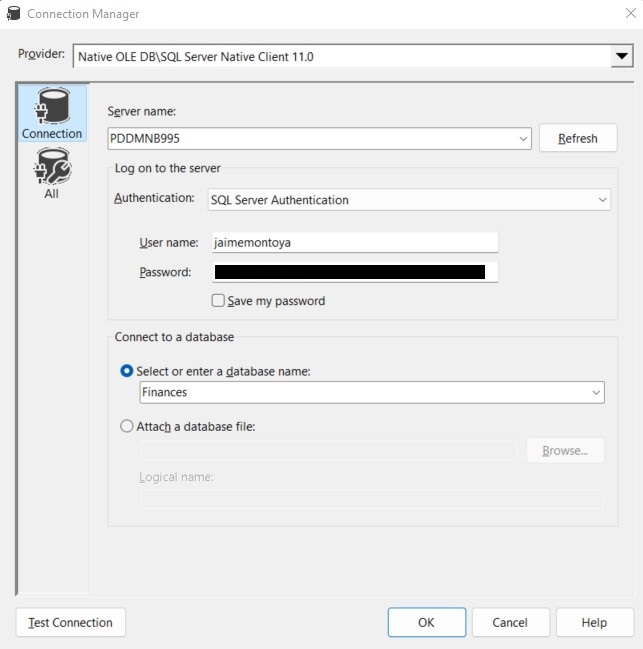 Connection Manager
Provider: Native OLE DB\SQL Server Native Client 11.0
Connection
All
Server name:
PDDMNB995 Refresh
Log on to the server
Authentication: SQL Server Authentication
User name: jaimemontoya
Password:
Save my password
Connect to a database
Select or enter a database name:
Finances
Attach a database file:
Browse...
Logical name:
Test Connection OK Cancel Help